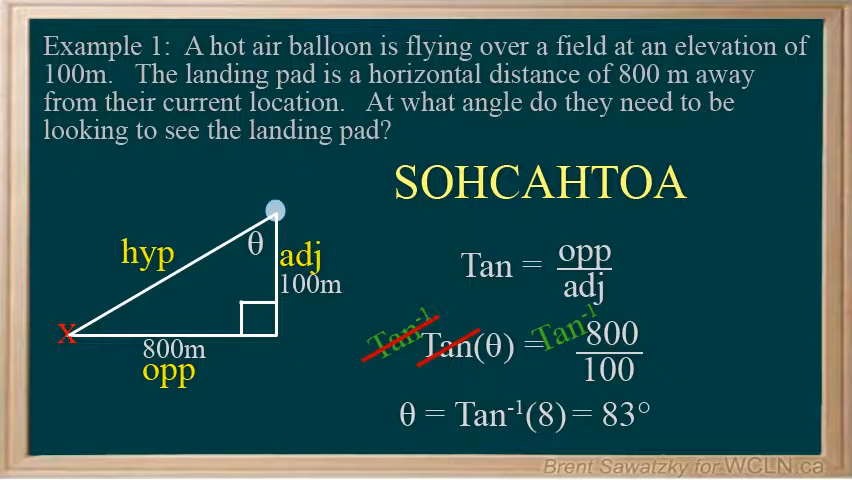 Example 1: A hot air balloon is flying over a field at an elevation of
100m. The landing pad is a horizontal distance of 800 m away
from their current location. At what angle do they need to be
looking to see the landing pad?
SOHCAHTOA
hyp
θ
adj
100m
x
800m
opp
Tan = opp/adj
Tan⁻¹ Tan(θ) = Tan⁻¹ 800/100
θ = Tan⁻¹(8) = 83°
Brent Sawatzky for WCLN.ca